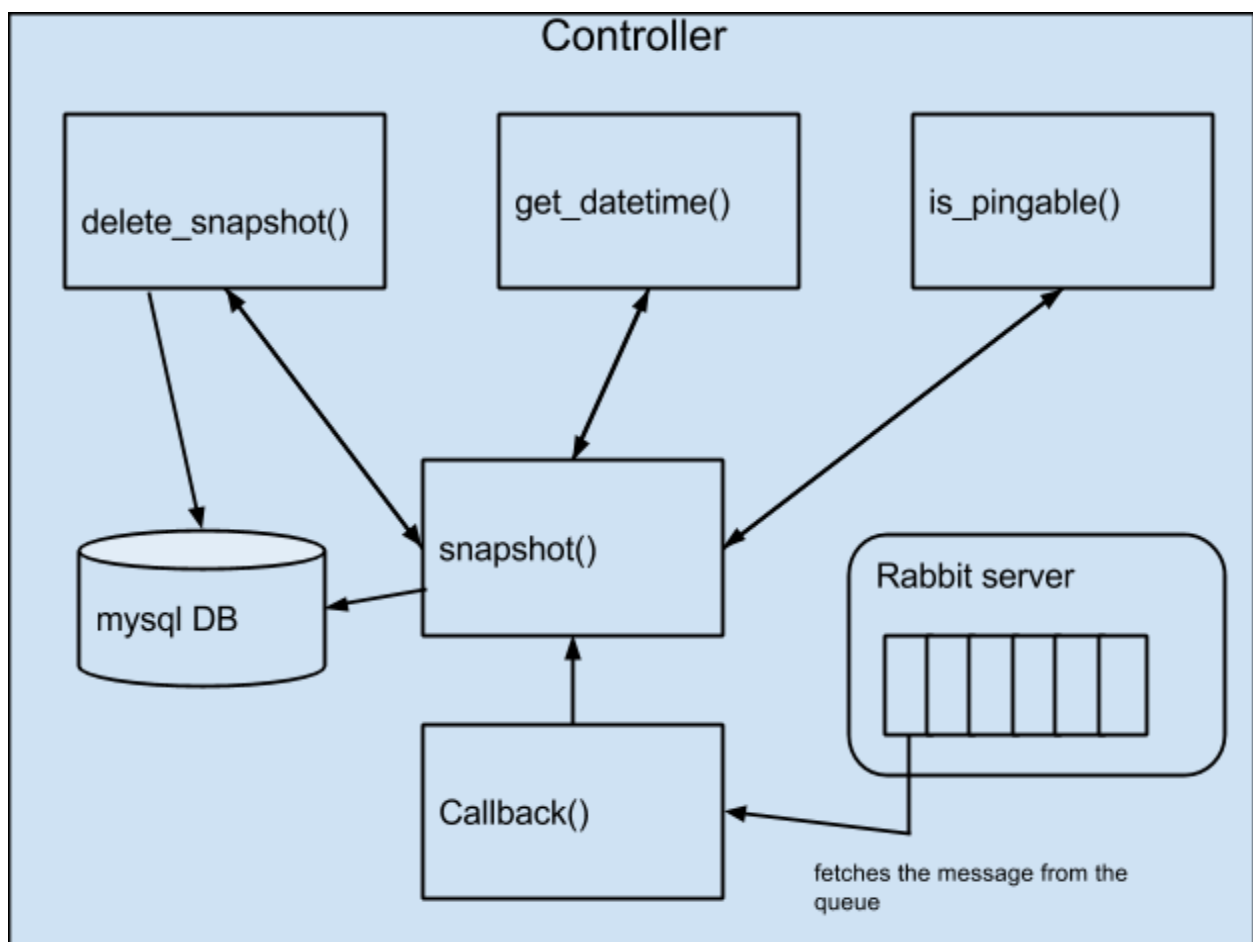 Controller
delete_snapshot()
get_datetime()
is_pingable()
snapshot()
Rabbit server
mysql DB
Callback()
fetches the message from the
queue